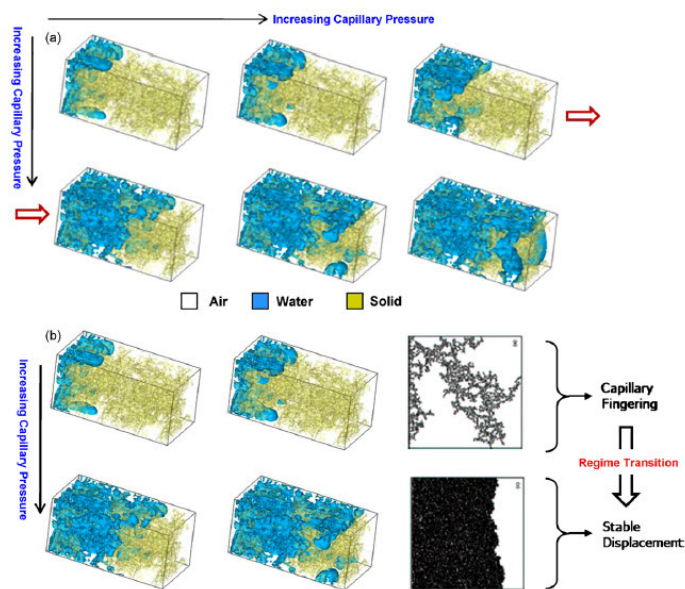 Increasing Capillary Pressure
(a)
Increasing Capillary Pressure
Air
Water
Solid
(b)
Increasing Capillary Pressure
Capillary
Fingering
Regime Transition
Stable
Displacement